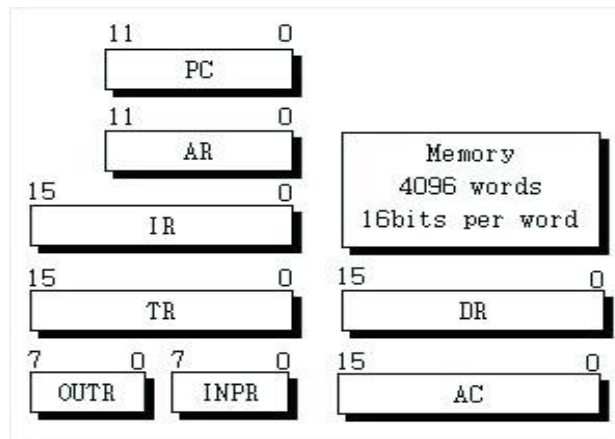 11 0
PC
11 0
AR
Memory
4096 words
16bits per word
15 0
IR
15 0
TR
15 0
DR
7 0
OUTR
7 0
INPR
15 0
AC